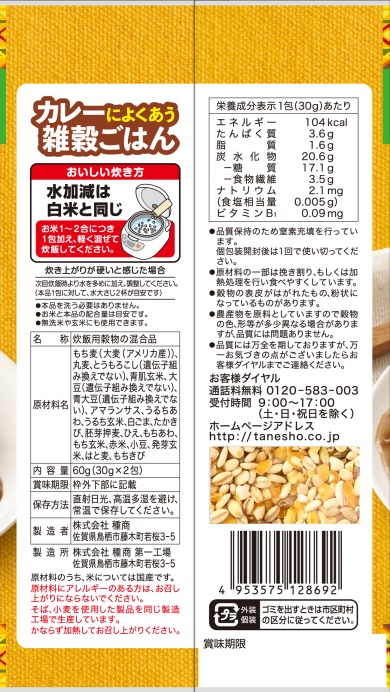 カレーによくあう
雑穀ごはん
おいしい炊き方
水加減は
白米と同じ
お米1〜2合につき
1包加え、軽く混ぜて
炊飯してください。
炊き上がりが硬いと感じた場合
次回炊飯時より水を多めに加え、調整してください。
(本品1包に対して、水大さじ2杯が目安です)
●本品を洗う必要はありません。
●お米と本品の配合量は目安です。
●無洗米や玄米にも使用できます。
名称 炊飯用穀物の混合品
原材料名 もち麦(大麦(アメリカ産))、
丸麦、とうもろこし(遺伝子組
み換えでない)、青肌玄米、大
豆(遺伝子組み換えでない)、
青大豆(遺伝子組み換えでな
い)、アマランサス、うるちあ
わ、うるち玄米、白ごま、たかき
び、胚芽押麦、ひえ、もちあわ、
もち玄米、赤米、小豆、発芽玄
米、はと麦、もちきび
内容量 60g(30g×2包)
賞味期限 枠外下部に記載
保存方法 直射日光、高温多湿を避け、
常温で保存してください。
製造者 株式会社 種商
佐賀県鳥栖市藤木町若桜3-5
製造所 株式会社 種商 第一工場
佐賀県鳥栖市藤木町若桜3-5
原材料のうち、米については国産です。
原材料にアレルギーのある方は、お召し
上がりにならないでください。
そば、小麦を使用した製品を同じ製造
工場で生産しています。
かならず加熱してお召し上がりください。
栄養成分表示1包(30g)あたり
エネルギー 104kcal
たんぱく質 3.6g
脂質 1.6g
炭水化物 20.6g
−糖質 17.1g
−食物繊維 3.5g
ナトリウム 2.1mg
(食塩相当量 0.005g)
ビタミンB1 0.09mg
●品質保持のため窒素充填を行ってい
ます。
個包装開封後は1回で使い切ってくだ
さい。
●原材料の一部は挽き割り、もしくは加
熱処理を行い食べやすくしています。
●穀物の表皮がはがれたもの、粉状に
なっているものがあります。
●農産物を原料としていますので穀物
の色、形等が多少異なる場合がありま
すが、品質には問題ありません。
●品質には万全を期しておりますが、万
一お気づきの点がございましたらお
客様ダイヤルまでご連絡ください。
お客様ダイヤル
通話料無料 0120-583-003
受付時間 9:00〜17:00
(土・日・祝日を除く)
ホームページアドレス
http://tanesho.co.jp
4 953575 128692
プラ
外装
個装
ゴミを出すときは市区町村
の区分に従ってください。
賞味期限